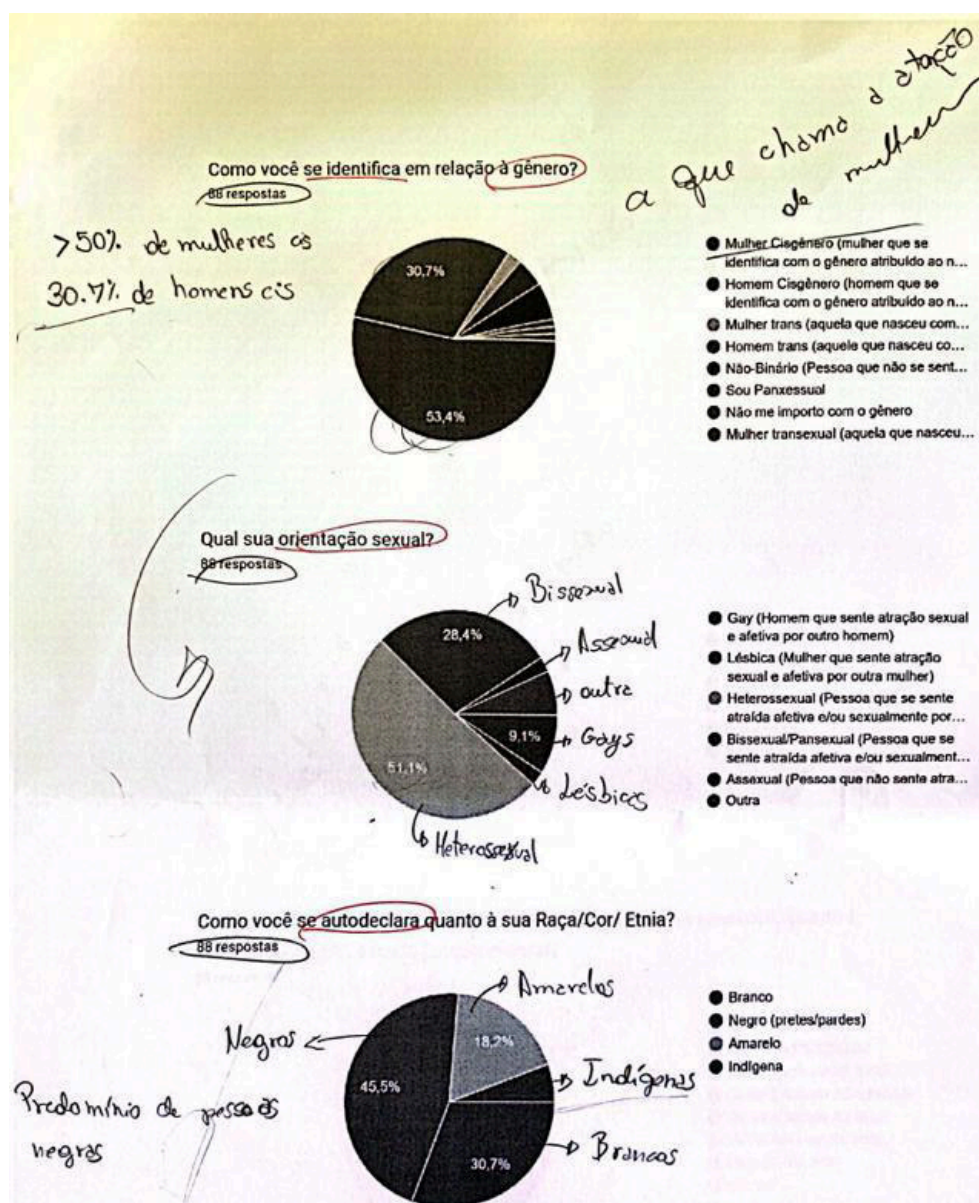 a que chama a atação
de mulheres
Como você se identifica em relação à gênero?
88 respostas
>50% de mulheres cis
30.7% de homens cis
30,7%
53,4%
Mulher Cisgênero (mulher que se
identifica com o gênero atribuído ao n...
Homem Cisgênero (homem que se
identifica com o gênero atribuído ao n...
Mulher trans (aquela que nasceu com...
Homem trans (aquele que nasceu co...
Não-Binário (Pessoa que não se sent...
Sou Panxessual
Não me importo com o gênero
Mulher transexual (aquela que nasceu...
Qual sua orientação sexual?
88 respostas
Bissexual
28,4%
Assexual
outra
9,1%
Gays
51,1%
Lésbicas
Heterossexual
Gay (Homem que sente atração sexual
e afetiva por outro homem)
Lésbica (Mulher que sente atração
sexual e afetiva por outra mulher)
Heterossexual (Pessoa que se sente
atraída afetiva e/ou sexualmente por...
Bissexual/Pansexual (Pessoa que se
sente atraída afetiva e/ou sexualment...
Assexual (Pessoa que não sente atra...
Outra
Como você se autodeclara quanto à sua Raça/Cor/ Etnia?
88 respostas
Amarelos
Negros
18,2%
45,5%
Indígenas
Predomínio de pessoas
negras
30,7%
Brancos
Branco
Negro (pretes/pardes)
Amarelo
Indígena